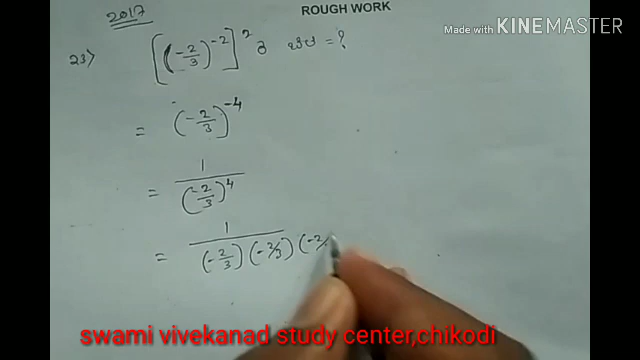 2017
ROUGH WORK
Made with KINEMASTER
23) [(-2/3)^-2]^2 ರ ಬೆಲೆ = ?
= (-2/3)^-4
= 1/(-2/3)^4
= 1/(-2/3)(-2/3)(-2/
swami vivekanad study center,chikodi